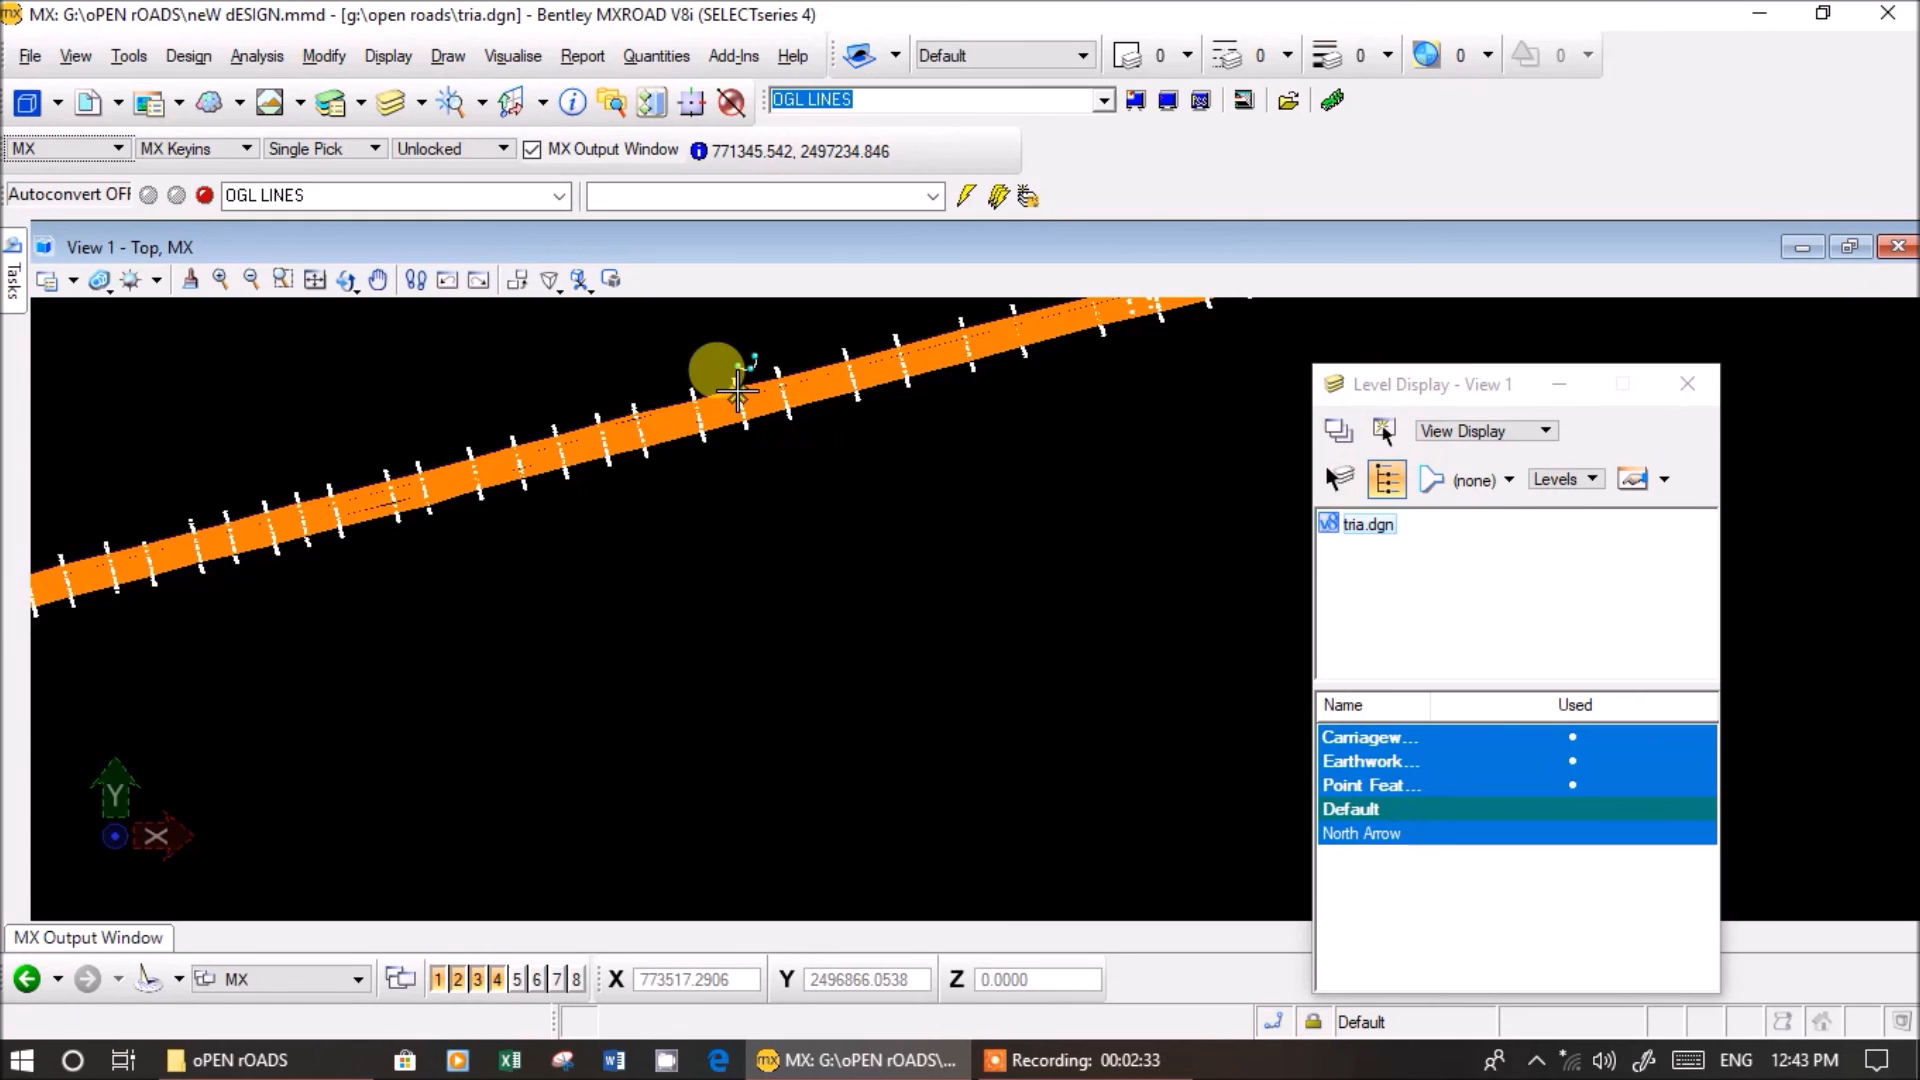 MX: G:\oPEN rOADS\neW dESIGN.mmd - [g:\open roads\tria.dgn] - Bentley MXROAD V8i (SELECTseries 4)
File View Tools Design Analysis Modify Display Draw Visualise Report Quantities Add-Ins Help Default 0 0 0 0 0
OGL LINES
MX MX Keyins Single Pick Unlocked MX Output Window 771345.542, 2497234.846
Autoconvert OFF OGL LINES
View 1 - Top, MX
Tasks
Level Display - View 1
View Display
(none) Levels
tria.dgn
Name Used
Carriagew...
Earthwork...
Point Feat...
Default
North Arrow
Y
X
MX Output Window
MX 1 2 3 4 5 6 7 8 X 773517.2906 Y 2496866.0538 Z 0.0000
Default
oPEN rOADS MX: G:\oPEN rOADS\... Recording: 00:02:33 ENG 12:43 PM